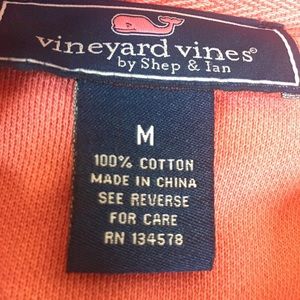 vineyard vines®
by Shep & Ian
M
100% COTTON
MADE IN CHINA
SEE REVERSE
FOR CARE
RN 134578